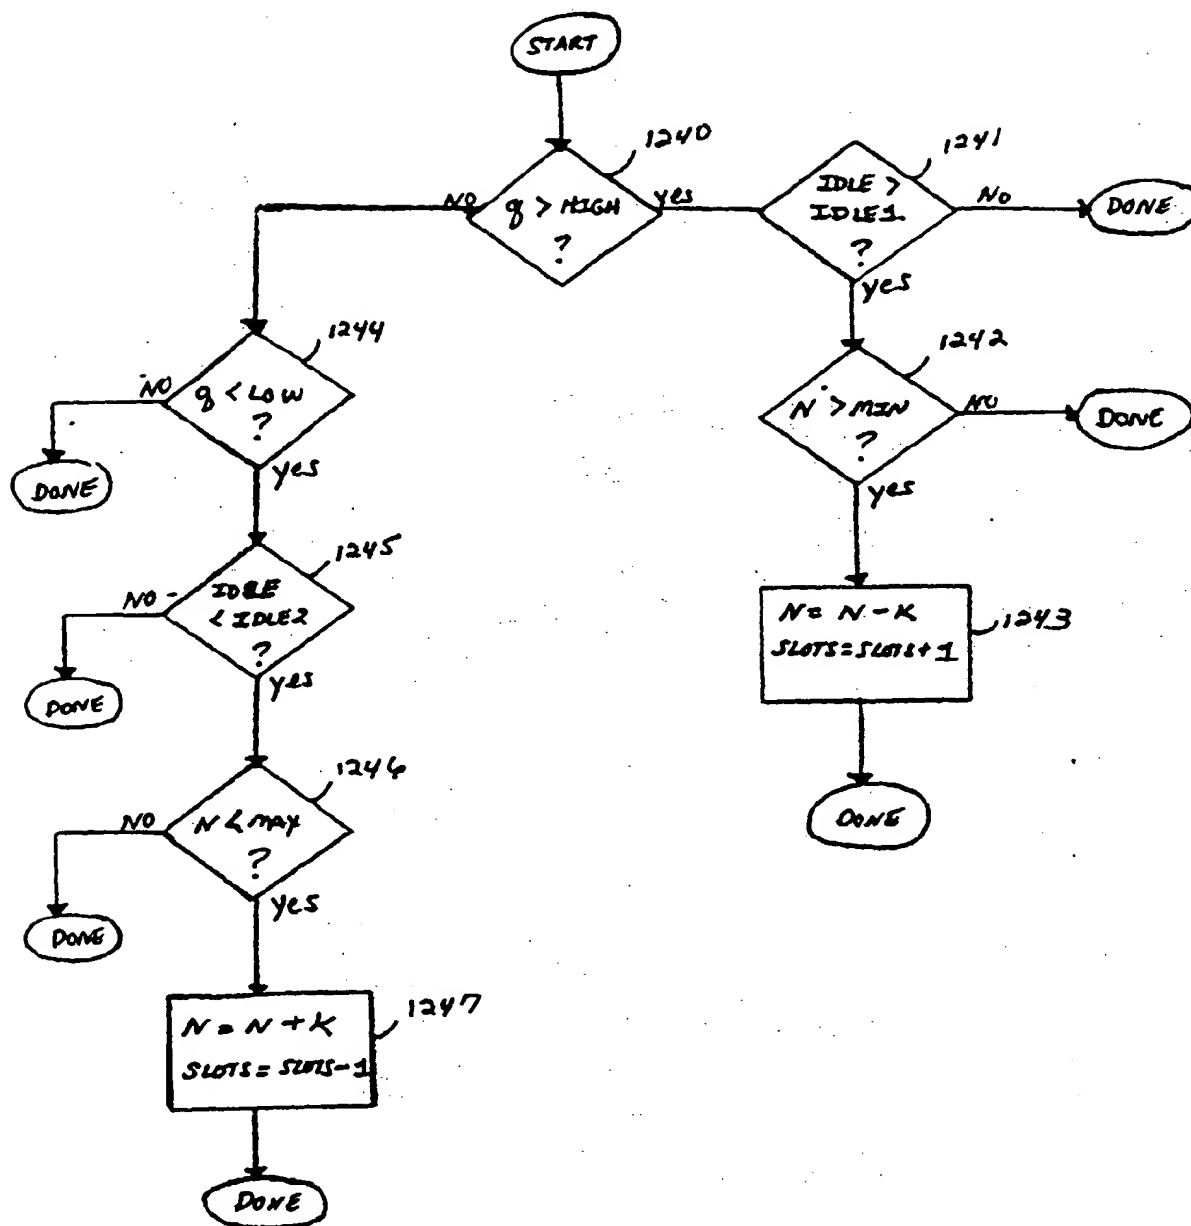 START
1240
q > HIGH
?
NO
yes
1241
IDLE >
IDLE1
?
NO
DONE
yes
1242
N > MIN
?
NO
DONE
yes
N = N - K
SLOTS = SLOTS + 1
1243
DONE
1244
q < LOW
?
NO
DONE
yes
1245
IDLE
< IDLE2
?
NO
DONE
yes
1246
N < MAX
?
NO
DONE
yes
N = N + K
SLOTS = SLOTS - 1
1247
DONE